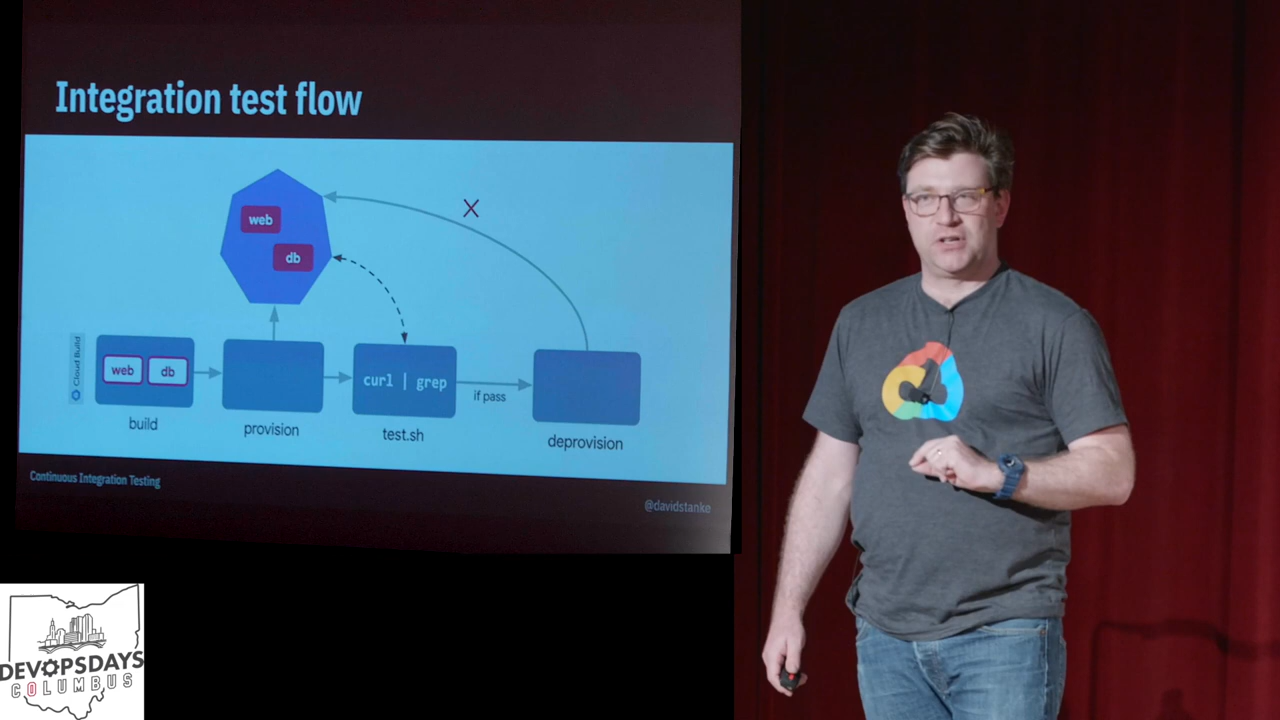 Integration test flow
web
db
X
Cloud Build
web db
curl | grep
if pass
build
provision
test.sh
deprovision
Continuous Integration Testing
@davidstanke
DEVOPSDAYS
COLUMBUS